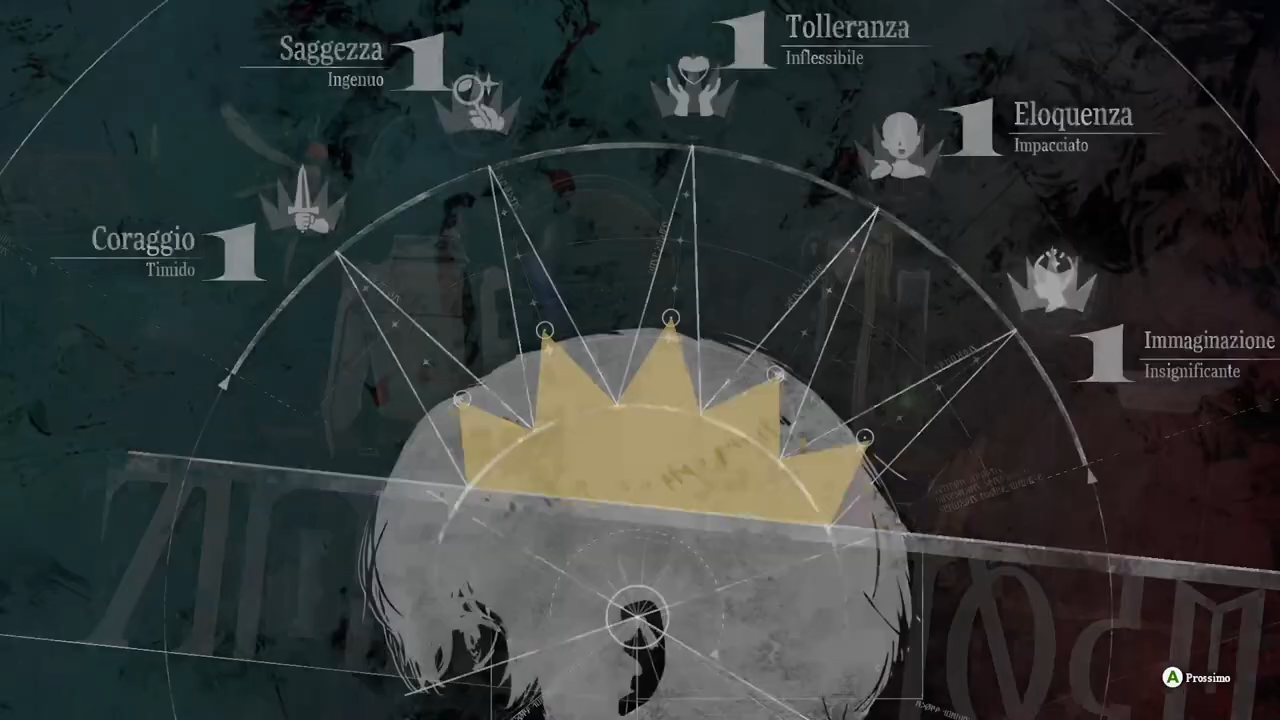 Saggezza
1
Ingenuo
1
Tolleranza
Inflessibile
1
Eloquenza
Impacciato
Coraggio
1
Timido
1
Immaginazione
Insignificante
A Prossimo